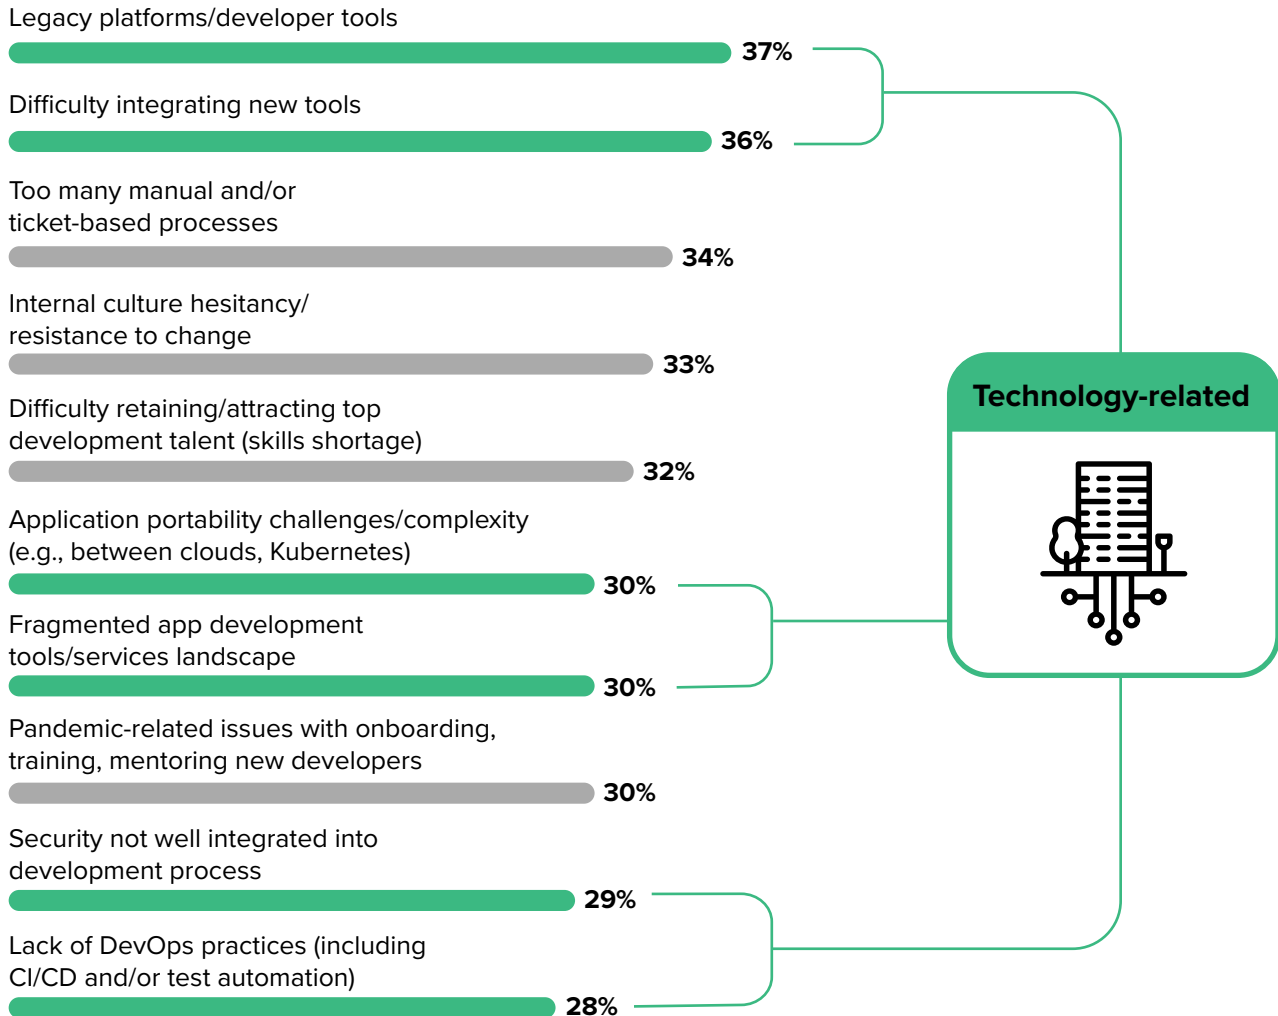 Legacy platforms/developer tools
37%
Difficulty integrating new tools
36%
Too many manual and/or
ticket-based processes
34%
Internal culture hesitancy/
resistance to change
33%
Difficulty retaining/attracting top
development talent (skills shortage)
32%
Application portability challenges/complexity
(e.g., between clouds, Kubernetes)
30%
Fragmented app development
tools/services landscape
30%
Pandemic-related issues with onboarding,
training, mentoring new developers
30%
Security not well integrated into
development process
29%
Lack of DevOps practices (including
CI/CD and/or test automation)
28%
Technology-related